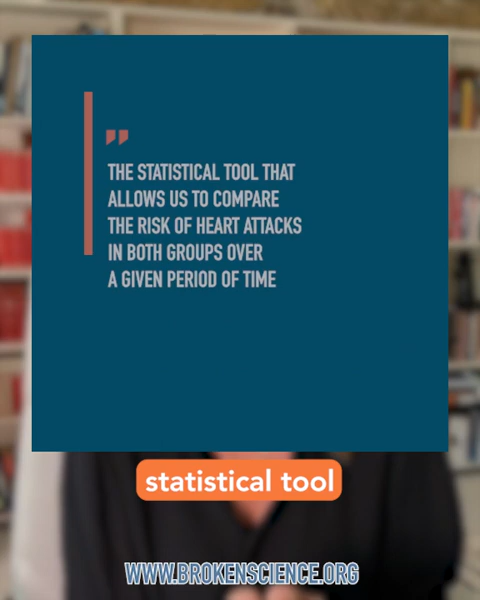 "
THE STATISTICAL TOOL THAT
ALLOWS US TO COMPARE
THE RISK OF HEART ATTACKS
IN BOTH GROUPS OVER
A GIVEN PERIOD OF TIME
statistical tool
WWW.BROKENSCIENCE.ORG